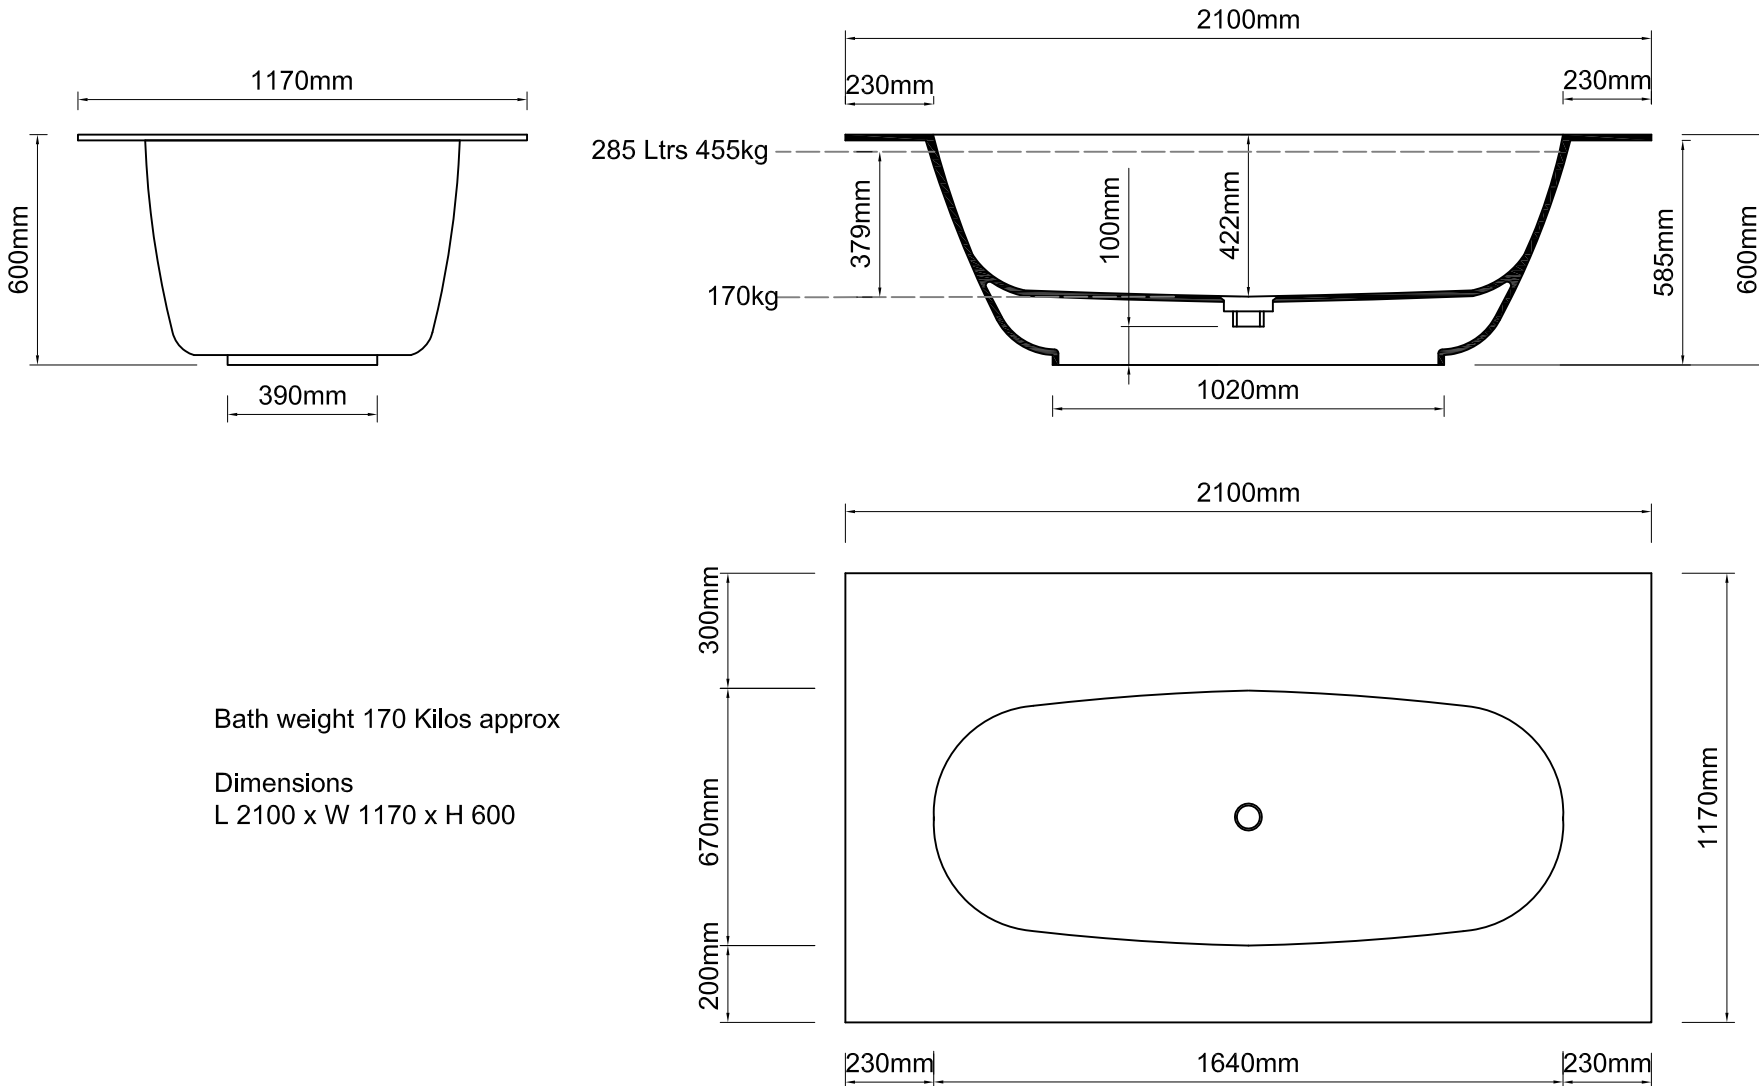 1170mm
600mm
390mm
2100mm
230mm
230mm
285 Ltrs 455kg
379mm
100mm
422mm
585mm
600mm
170kg
1020mm
2100mm
300mm
670mm
200mm
1170mm
230mm
1640mm
230mm
Bath weight 170 Kilos approx
Dimensions
L 2100 x W 1170 x H 600